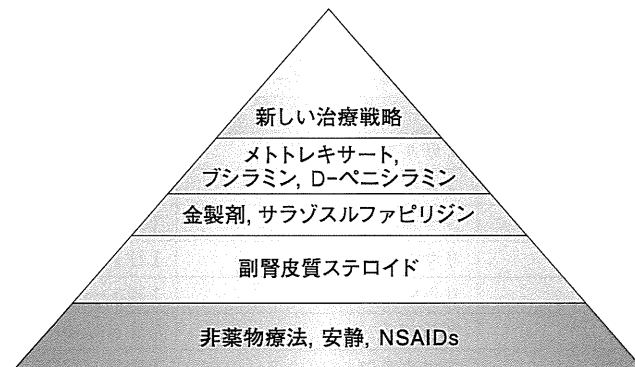 新しい治療戦略
メトトレキサート,
ブシラミン, D-ペニシラミン
金製剤, サラゾスルファピリジン
副腎皮質ステロイド
非薬物療法, 安静, NSAIDs